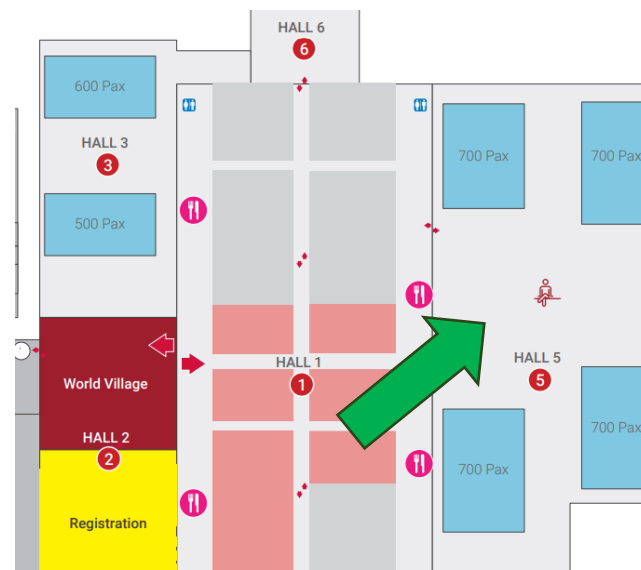 HALL 6
6
600 Pax
HALL 3
3
500 Pax
700 Pax
700 Pax
World Village
HALL 1
1
HALL 5
5
HALL 2
2
700 Pax
700 Pax
Registration